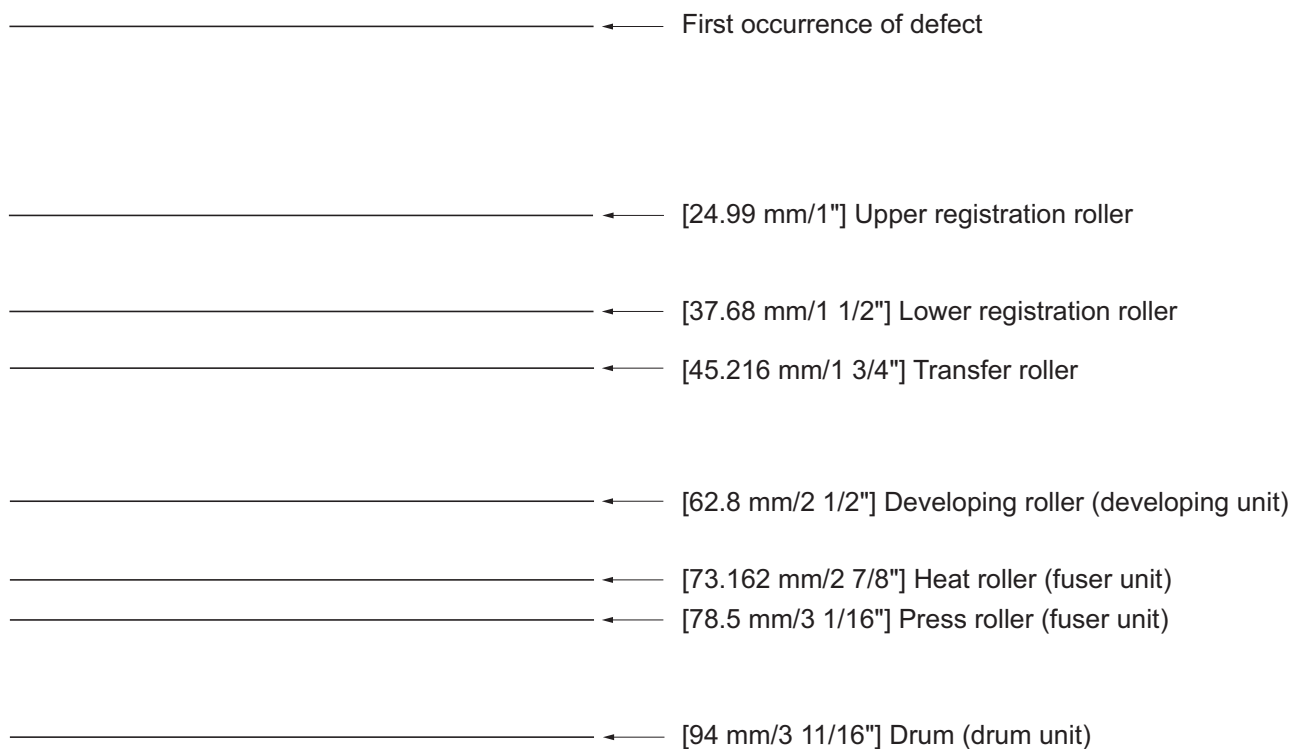 First occurrence of defect
[24.99 mm/1"] Upper registration roller
[37.68 mm/1 1/2"] Lower registration roller
[45.216 mm/1 3/4"] Transfer roller
[62.8 mm/2 1/2"] Developing roller (developing unit)
[73.162 mm/2 7/8"] Heat roller (fuser unit)
[78.5 mm/3 1/16"] Press roller (fuser unit)
[94 mm/3 11/16"] Drum (drum unit)